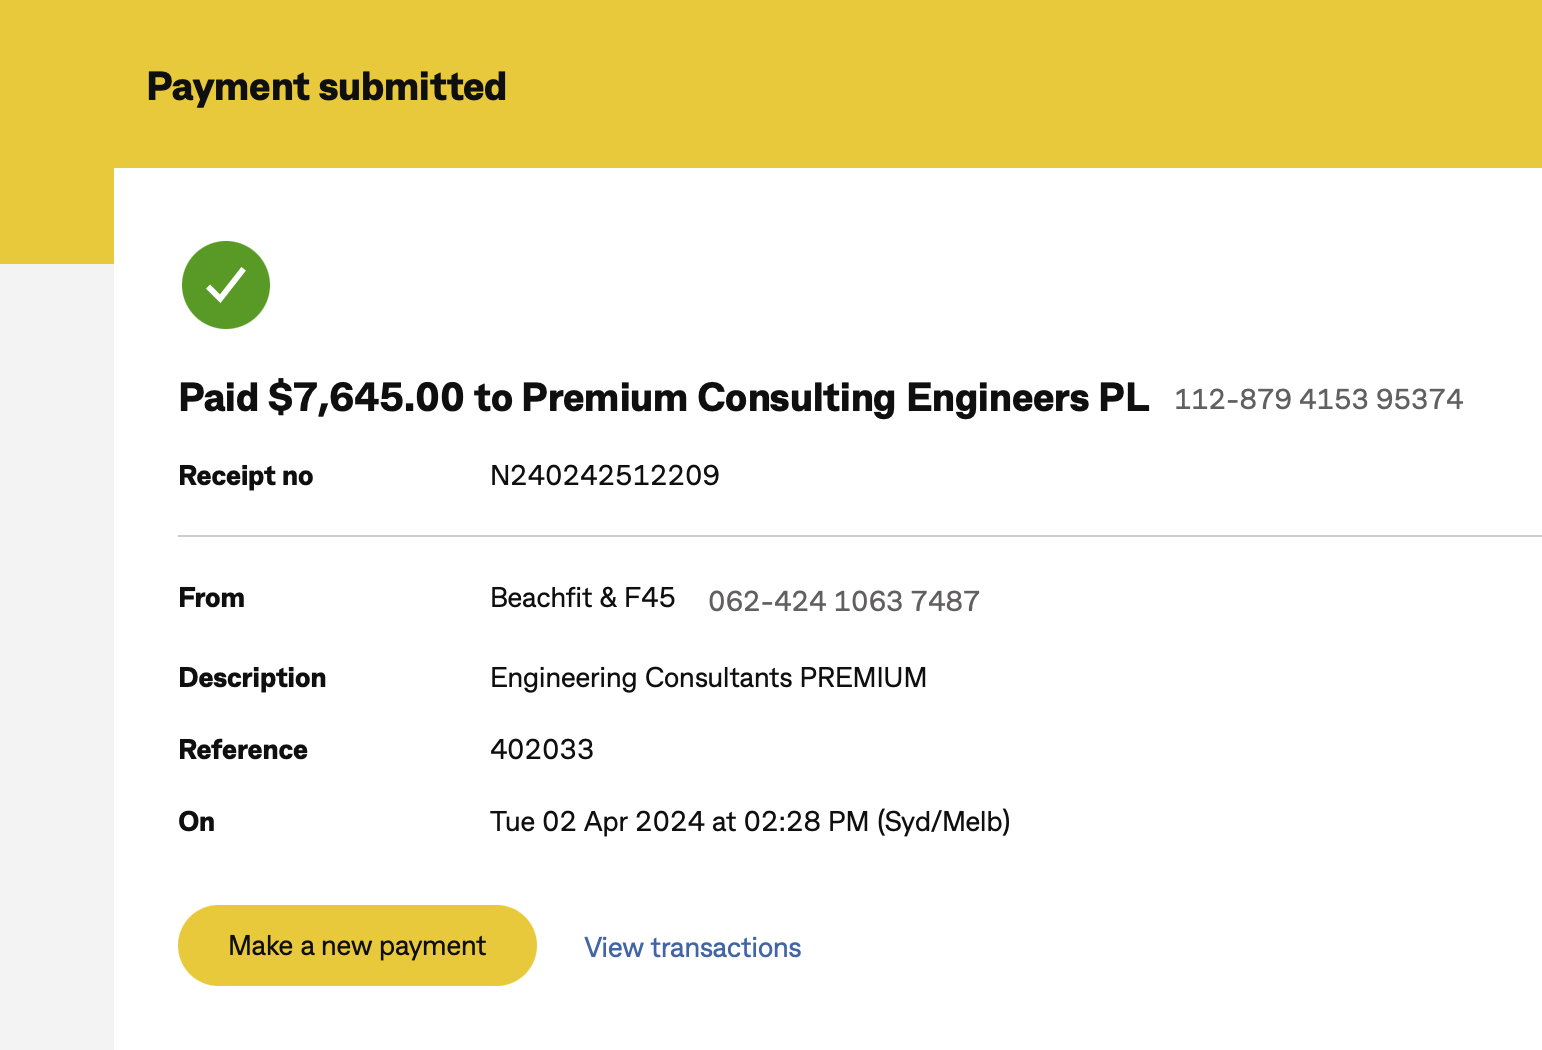 Payment submitted
Paid $7,645.00 to Premium Consulting Engineers PL 112-879 4153 95374
Receipt no N240242512209
From Beachfit & F45 062-424 1063 7487
Description Engineering Consultants PREMIUM
Reference 402033
On Tue 02 Apr 2024 at 02:28 PM (Syd/Melb)
Make a new payment View transactions